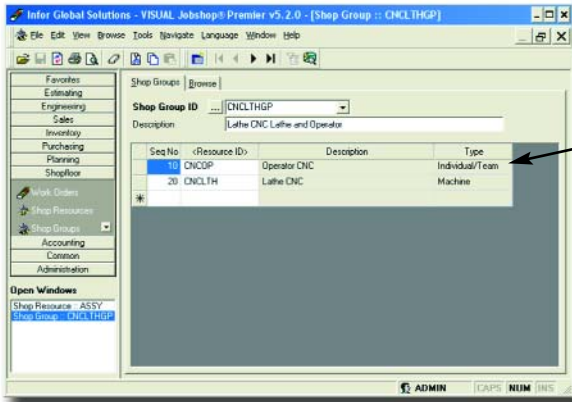 Infor Global Solutions - VISUAL Jobshop® Premier v5.2.0 - [Shop Group :: CNCLTHGP]
File Edit View Browse Tools Navigate Language Window Help
Favorites
Estimating
Engineering
Sales
Inventory
Purchasing
Planning
Shopfloor
Work Orders
Shop Resources
Shop Groups
Accounting
Common
Administration
Open Windows
Shop Resource :: ASSY
Shop Group :: CNCLTHGP
Shop Groups Browse
Shop Group ID ... CNCLTHGP
Description Lathe CNC Lathe and Operator
Seq No <Resource ID> Description Type
10 CNCOP Operator CNC Individual/Team
20 CNCLTH Lathe CNC Machine
ADMIN CAPS NUM INS